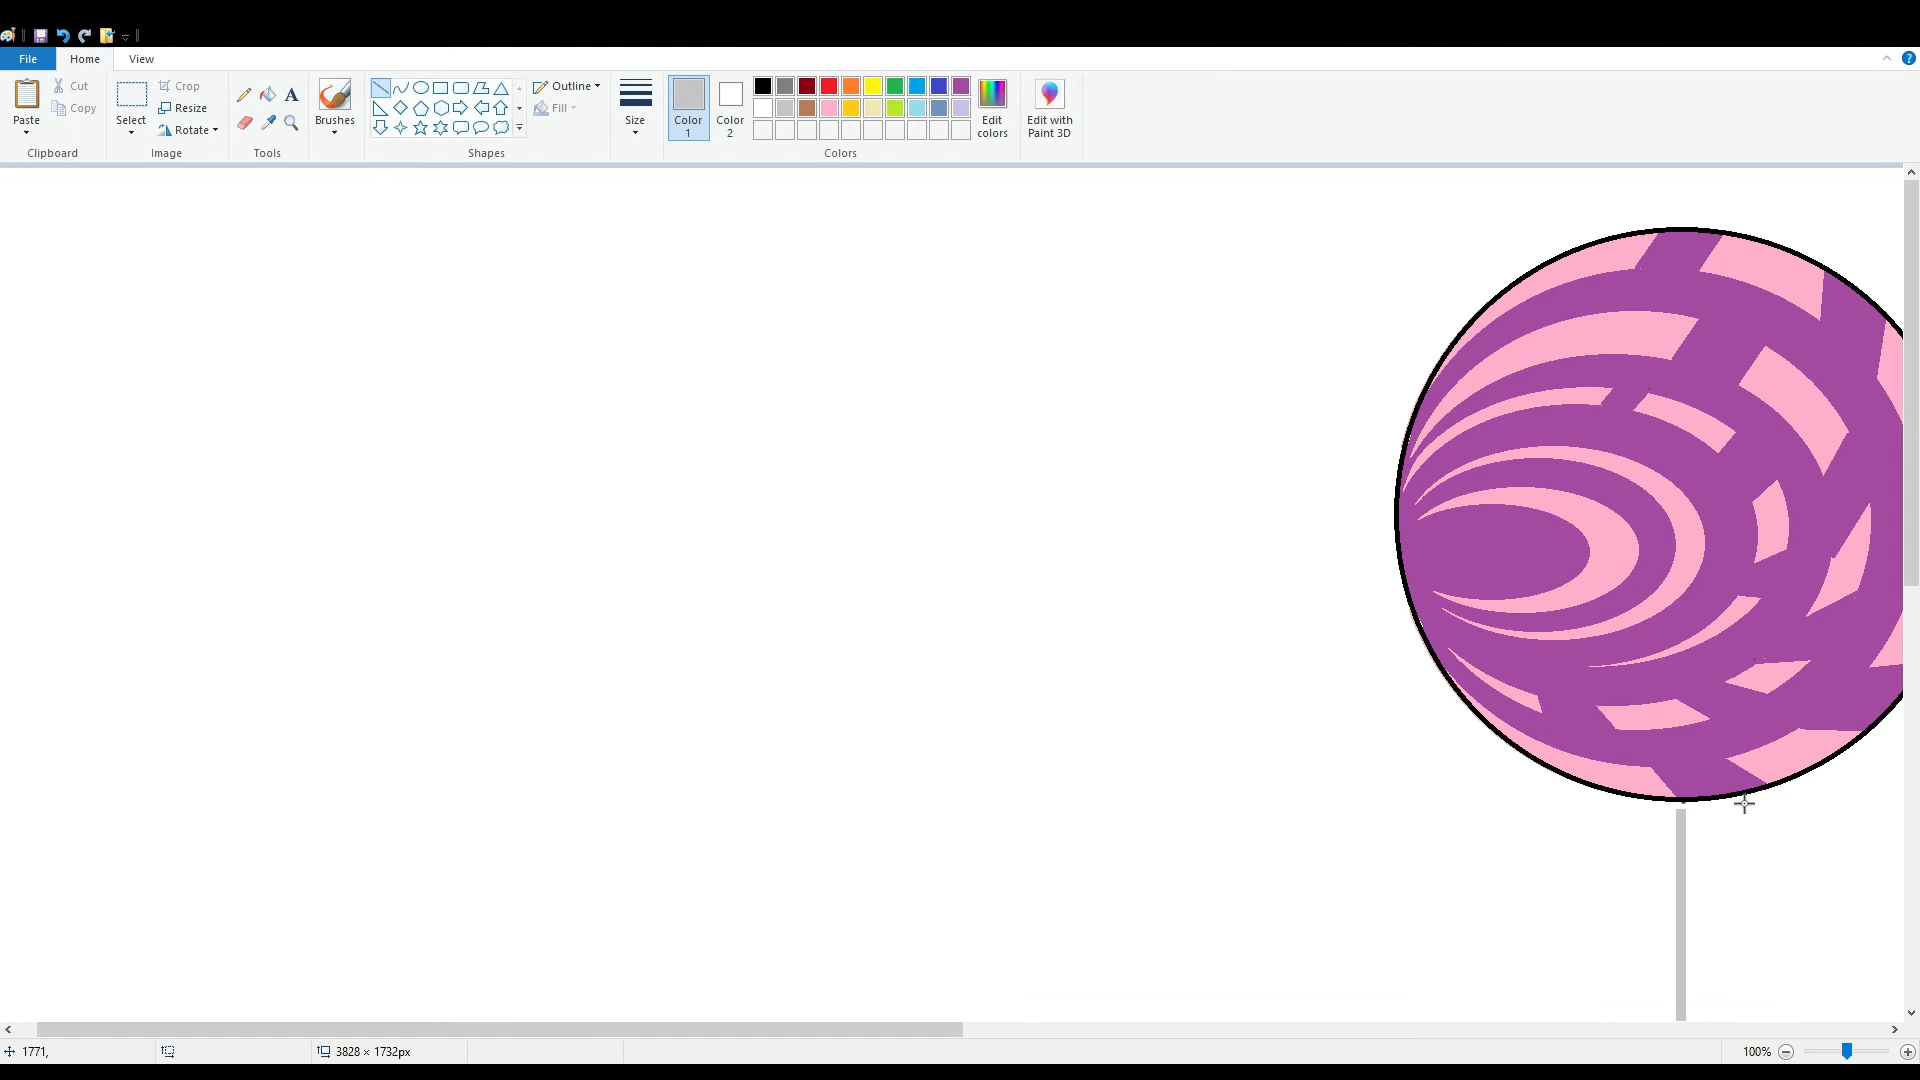 File Home View
Paste
Cut
Copy
Clipboard
Select
Crop
Resize
Rotate
Image
A
Tools
Brushes
Shapes
Outline
Fill
Size
Color
1
Color
2
Colors
Edit
colors
Edit with
Paint 3D
1771,
3828 × 1732px
100%